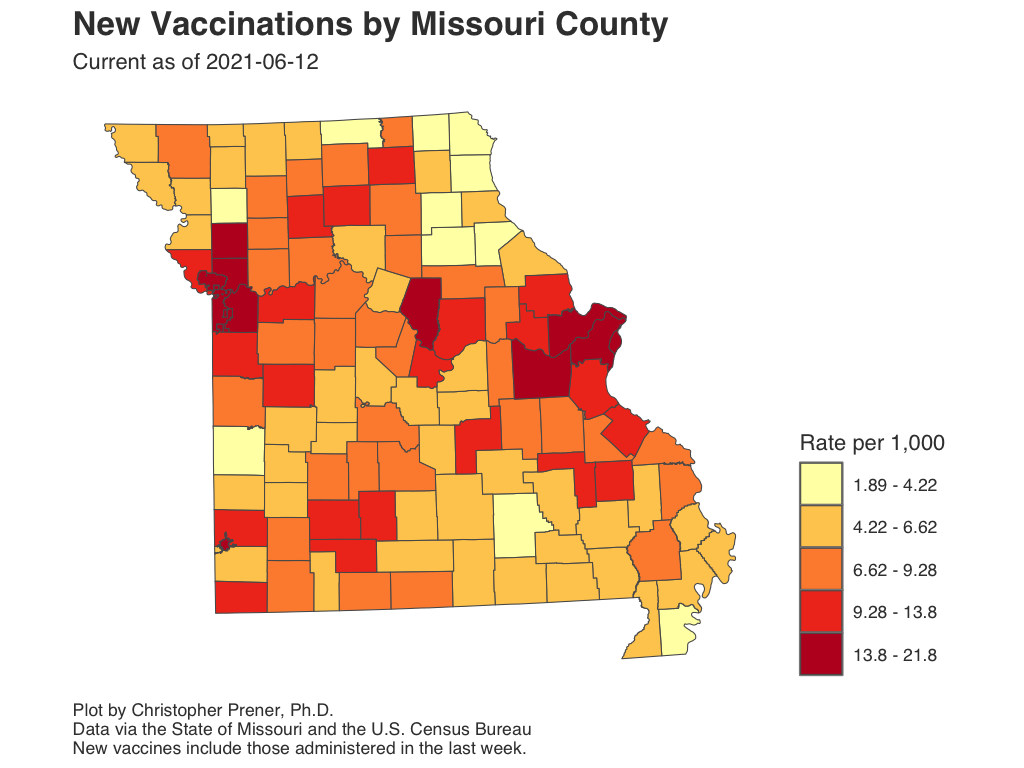 New Vaccinations by Missouri County
Current as of 2021-06-12
Rate per 1,000
1.89 - 4.22
4.22 - 6.62
6.62 - 9.28
9.28 - 13.8
13.8 - 21.8
Plot by Christopher Prener, Ph.D.
Data via the State of Missouri and the U.S. Census Bureau
New vaccines include those administered in the last week.